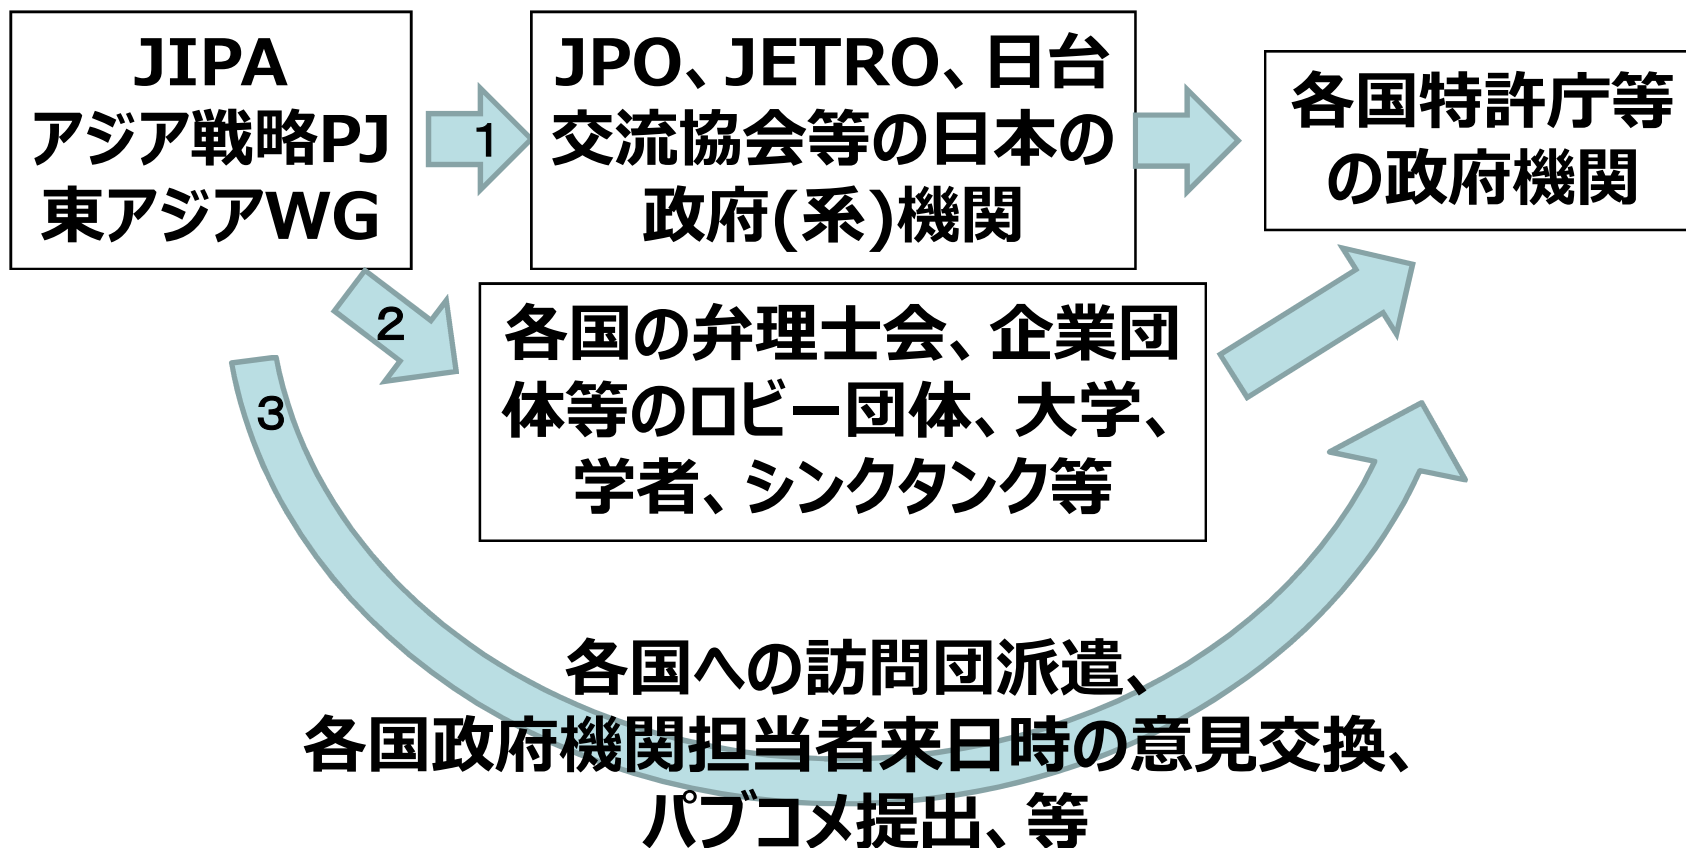 JIPA
アジア戦略PJ
東アジアWG
1
JPO、JETRO、日台
交流協会等の日本の
政府(系)機関
各国特許庁等
の政府機関
2
各国の弁理士会、企業団
体等のロビー団体、大学、
学者、シンクタンク等
3
各国への訪問団派遣、
各国政府機関担当者来日時の意見交換、
パブコメ提出、等